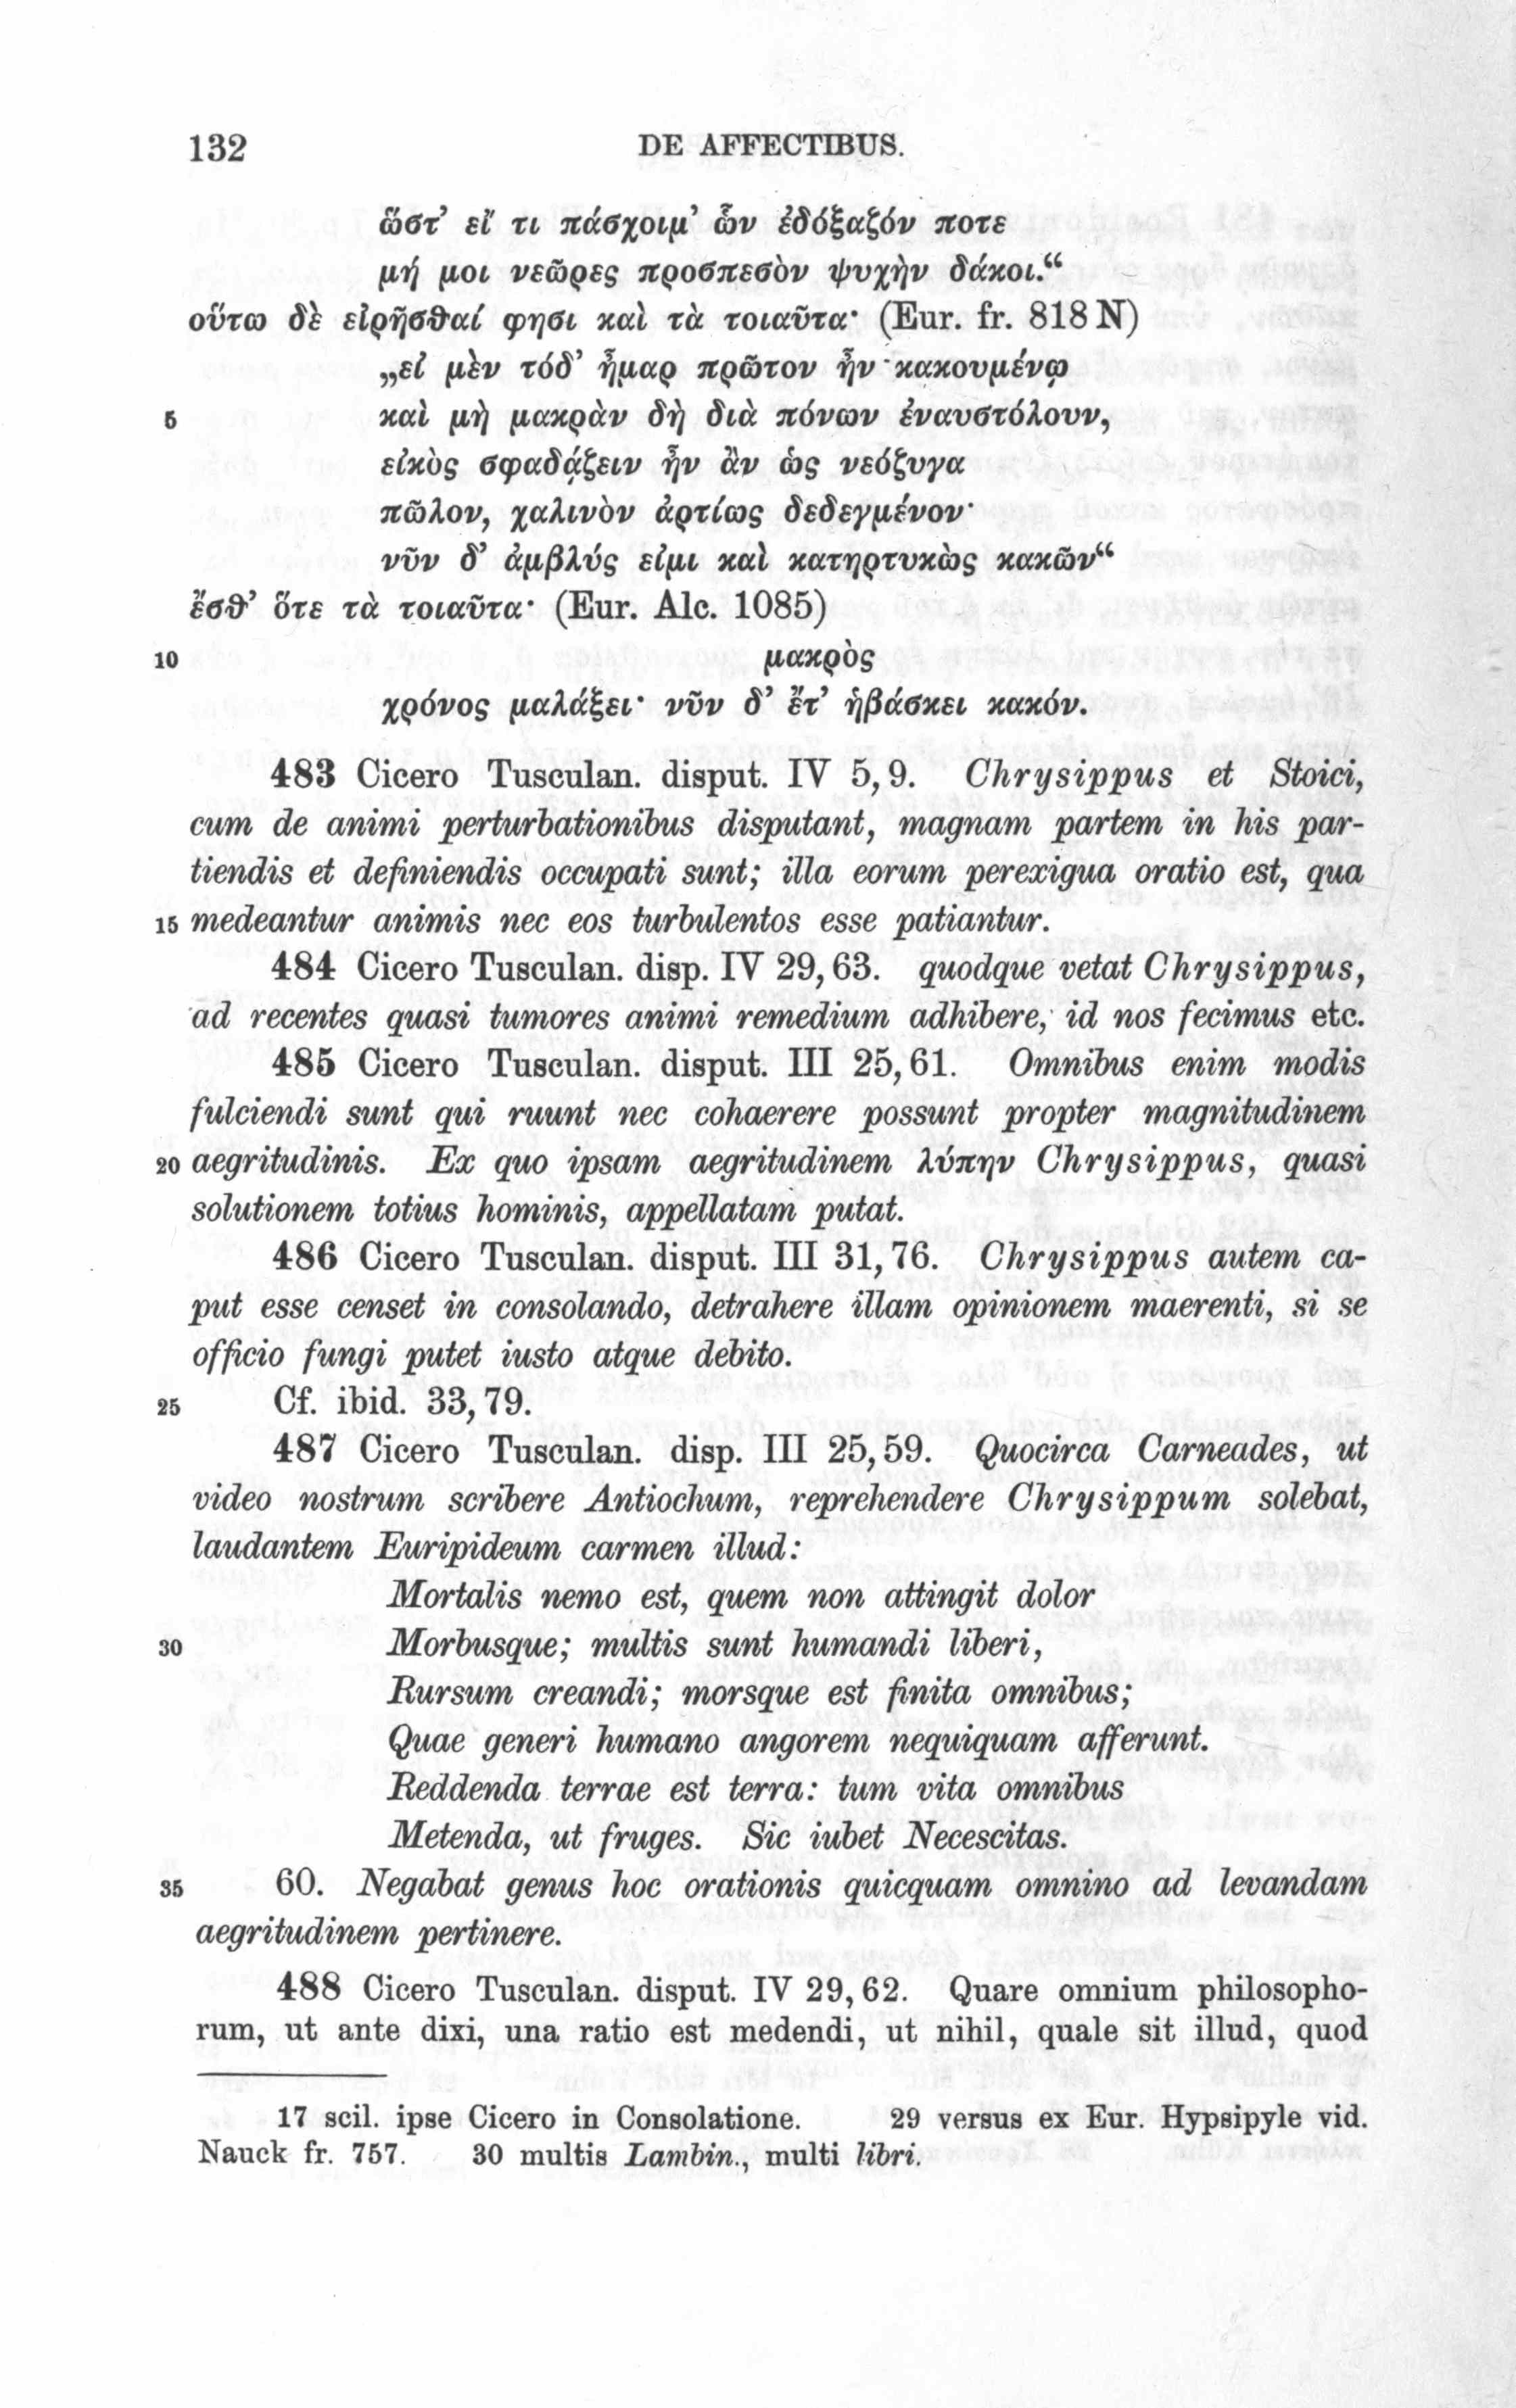 132 DE AFFECTIBUS.
ὥστ’ εἴ τι πάσχοιμ’ ὧν ἐδόξαζόν ποτε
μή μοι νεῶρες προσπεσὸν ψυχὴν δάκοι.“
οὕτω δὲ εἰρῆσθαί φησι καὶ τὰ τοιαῦτα· (Eur. fr. 818 N)
„εἰ μὲν τόδ’ ἦμαρ πρῶτον ἦν κακουμένῳ
5 καὶ μὴ μακρὰν δὴ διὰ πόνων ἐναυστόλουν,
εἰκὸς σφαδᾴζειν ἦν ἂν ὡς νεόζυγα
πῶλον, χαλινὸν ἀρτίως δεδεγμένον·
νῦν δ’ ἀμβλύς εἰμι καὶ κατηρτυκὼς κακῶν“
ἔσθ’ ὅτε τὰ τοιαῦτα· (Eur. Alc. 1085)
10 μακρὸς
χρόνος μαλάξει· νῦν δ’ ἔτ’ ἡβάσκει κακόν.
483 Cicero Tusculan. disput. IV 5, 9. Chrysippus et Stoici,
cum de animi perturbationibus disputant, magnam partem in his par-
tiendis et definiendis occupati sunt; illa eorum perexigua oratio est, qua
15 medeantur animis nec eos turbulentos esse patiantur.
484 Cicero Tusculan. disp. IV 29, 63. quodque vetat Chrysippus,
ad recentes quasi tumores animi remedium adhibere, id nos fecimus etc.
485 Cicero Tusculan. disput. III 25, 61. Omnibus enim modis
fulciendi sunt qui ruunt nec cohaerere possunt propter magnitudinem
20 aegritudinis. Ex quo ipsam aegritudinem λύπην Chrysippus, quasi
solutionem totius hominis, appellatam putat.
486 Cicero Tusculan. disput. III 31, 76. Chrysippus autem ca-
put esse censet in consolando, detrahere illam opinionem maerenti, si se
officio fungi putet iusto atque debito.
25 Cf. ibid. 33, 79.
487 Cicero Tusculan. disp. III 25, 59. Quocirca Carneades, ut
video nostrum scribere Antiochum, reprehendere Chrysippum solebat,
laudantem Euripideum carmen illud:
Mortalis nemo est, quem non attingit dolor
30 Morbusque; multis sunt humandi liberi,
Rursum creandi; morsque est finita omnibus;
Quae generi humano angorem nequiquam afferunt.
Reddenda terrae est terra: tum vita omnibus
Metenda, ut fruges. Sic iubet Necescitas.
35 60. Negabat genus hoc orationis quicquam omnino ad levandam
aegritudinem pertinere.
488 Cicero Tusculan. disput. IV 29, 62. Quare omnium philosopho-
rum, ut ante dixi, una ratio est medendi, ut nihil, quale sit illud, quod
17 scil. ipse Cicero in Consolatione. 29 versus ex Eur. Hypsipyle vid.
Nauck fr. 757. 30 multis Lambin., multi libri.